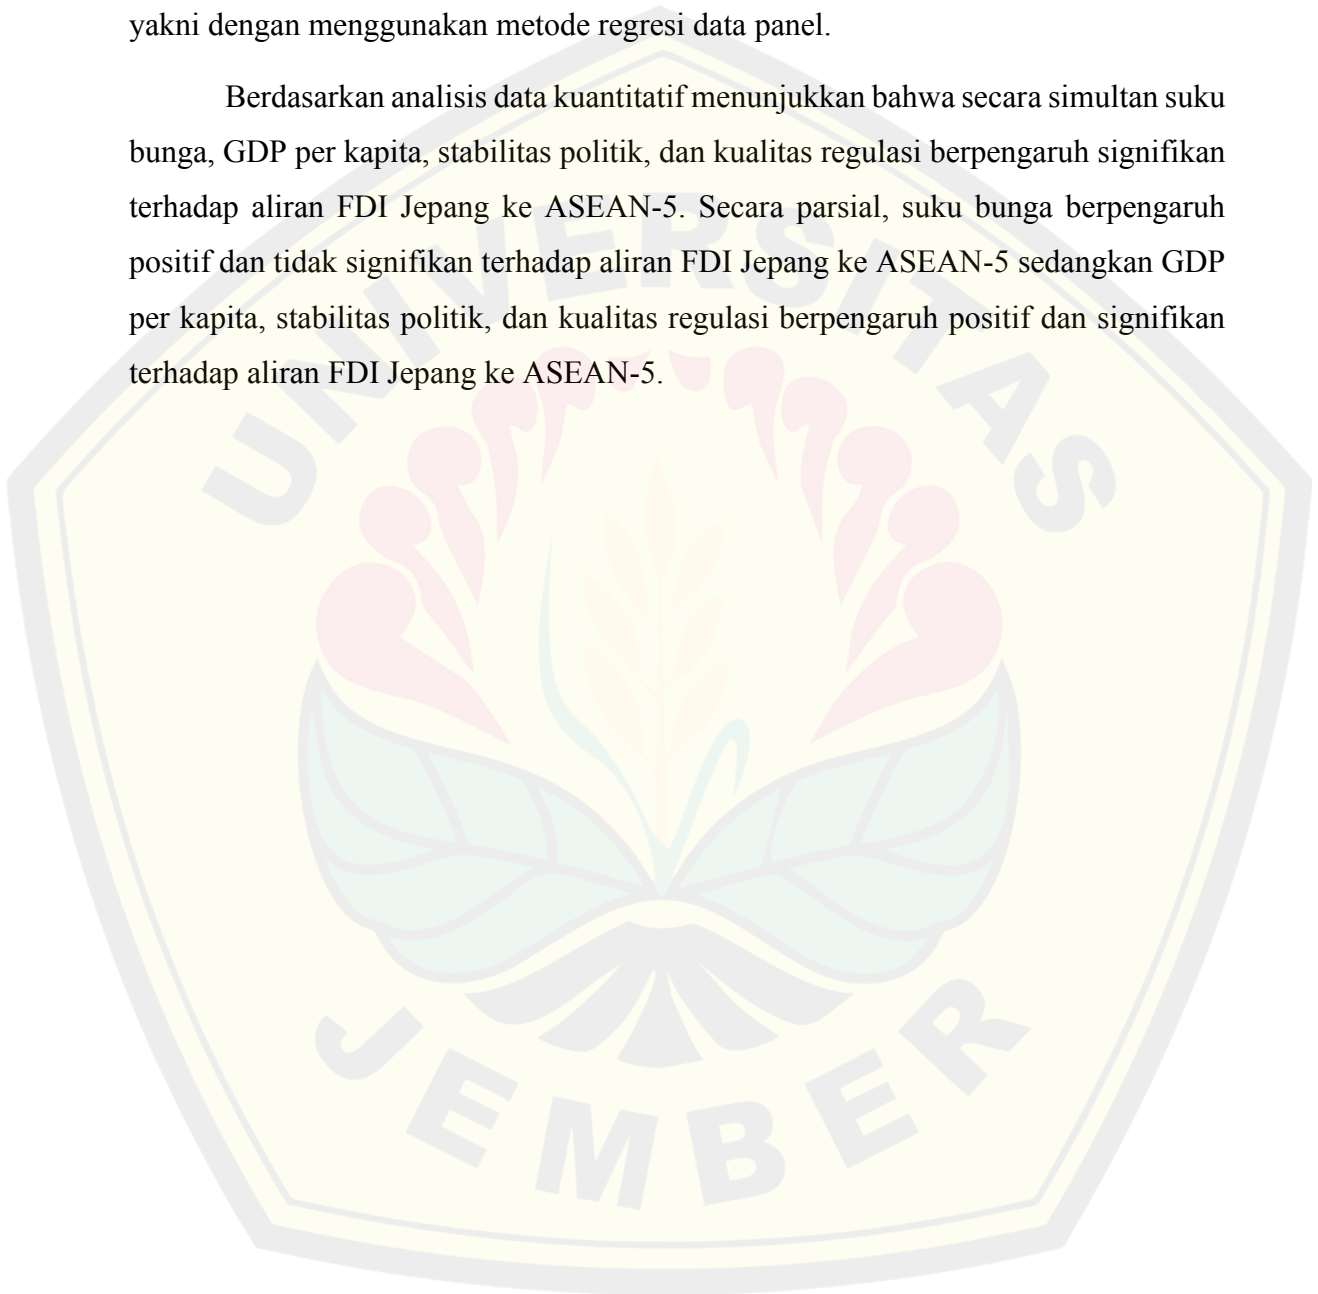 yakni dengan menggunakan metode regresi data panel.
Berdasarkan analisis data kuantitatif menunjukkan bahwa secara simultan suku
bunga, GDP per kapita, stabilitas politik, dan kualitas regulasi berpengaruh signifikan
terhadap aliran FDI Jepang ke ASEAN-5. Secara parsial, suku bunga berpengaruh
positif dan tidak signifikan terhadap aliran FDI Jepang ke ASEAN-5 sedangkan GDP
per kapita, stabilitas politik, dan kualitas regulasi berpengaruh positif dan signifikan
terhadap aliran FDI Jepang ke ASEAN-5.
UNIVERSITAS
JEMBER